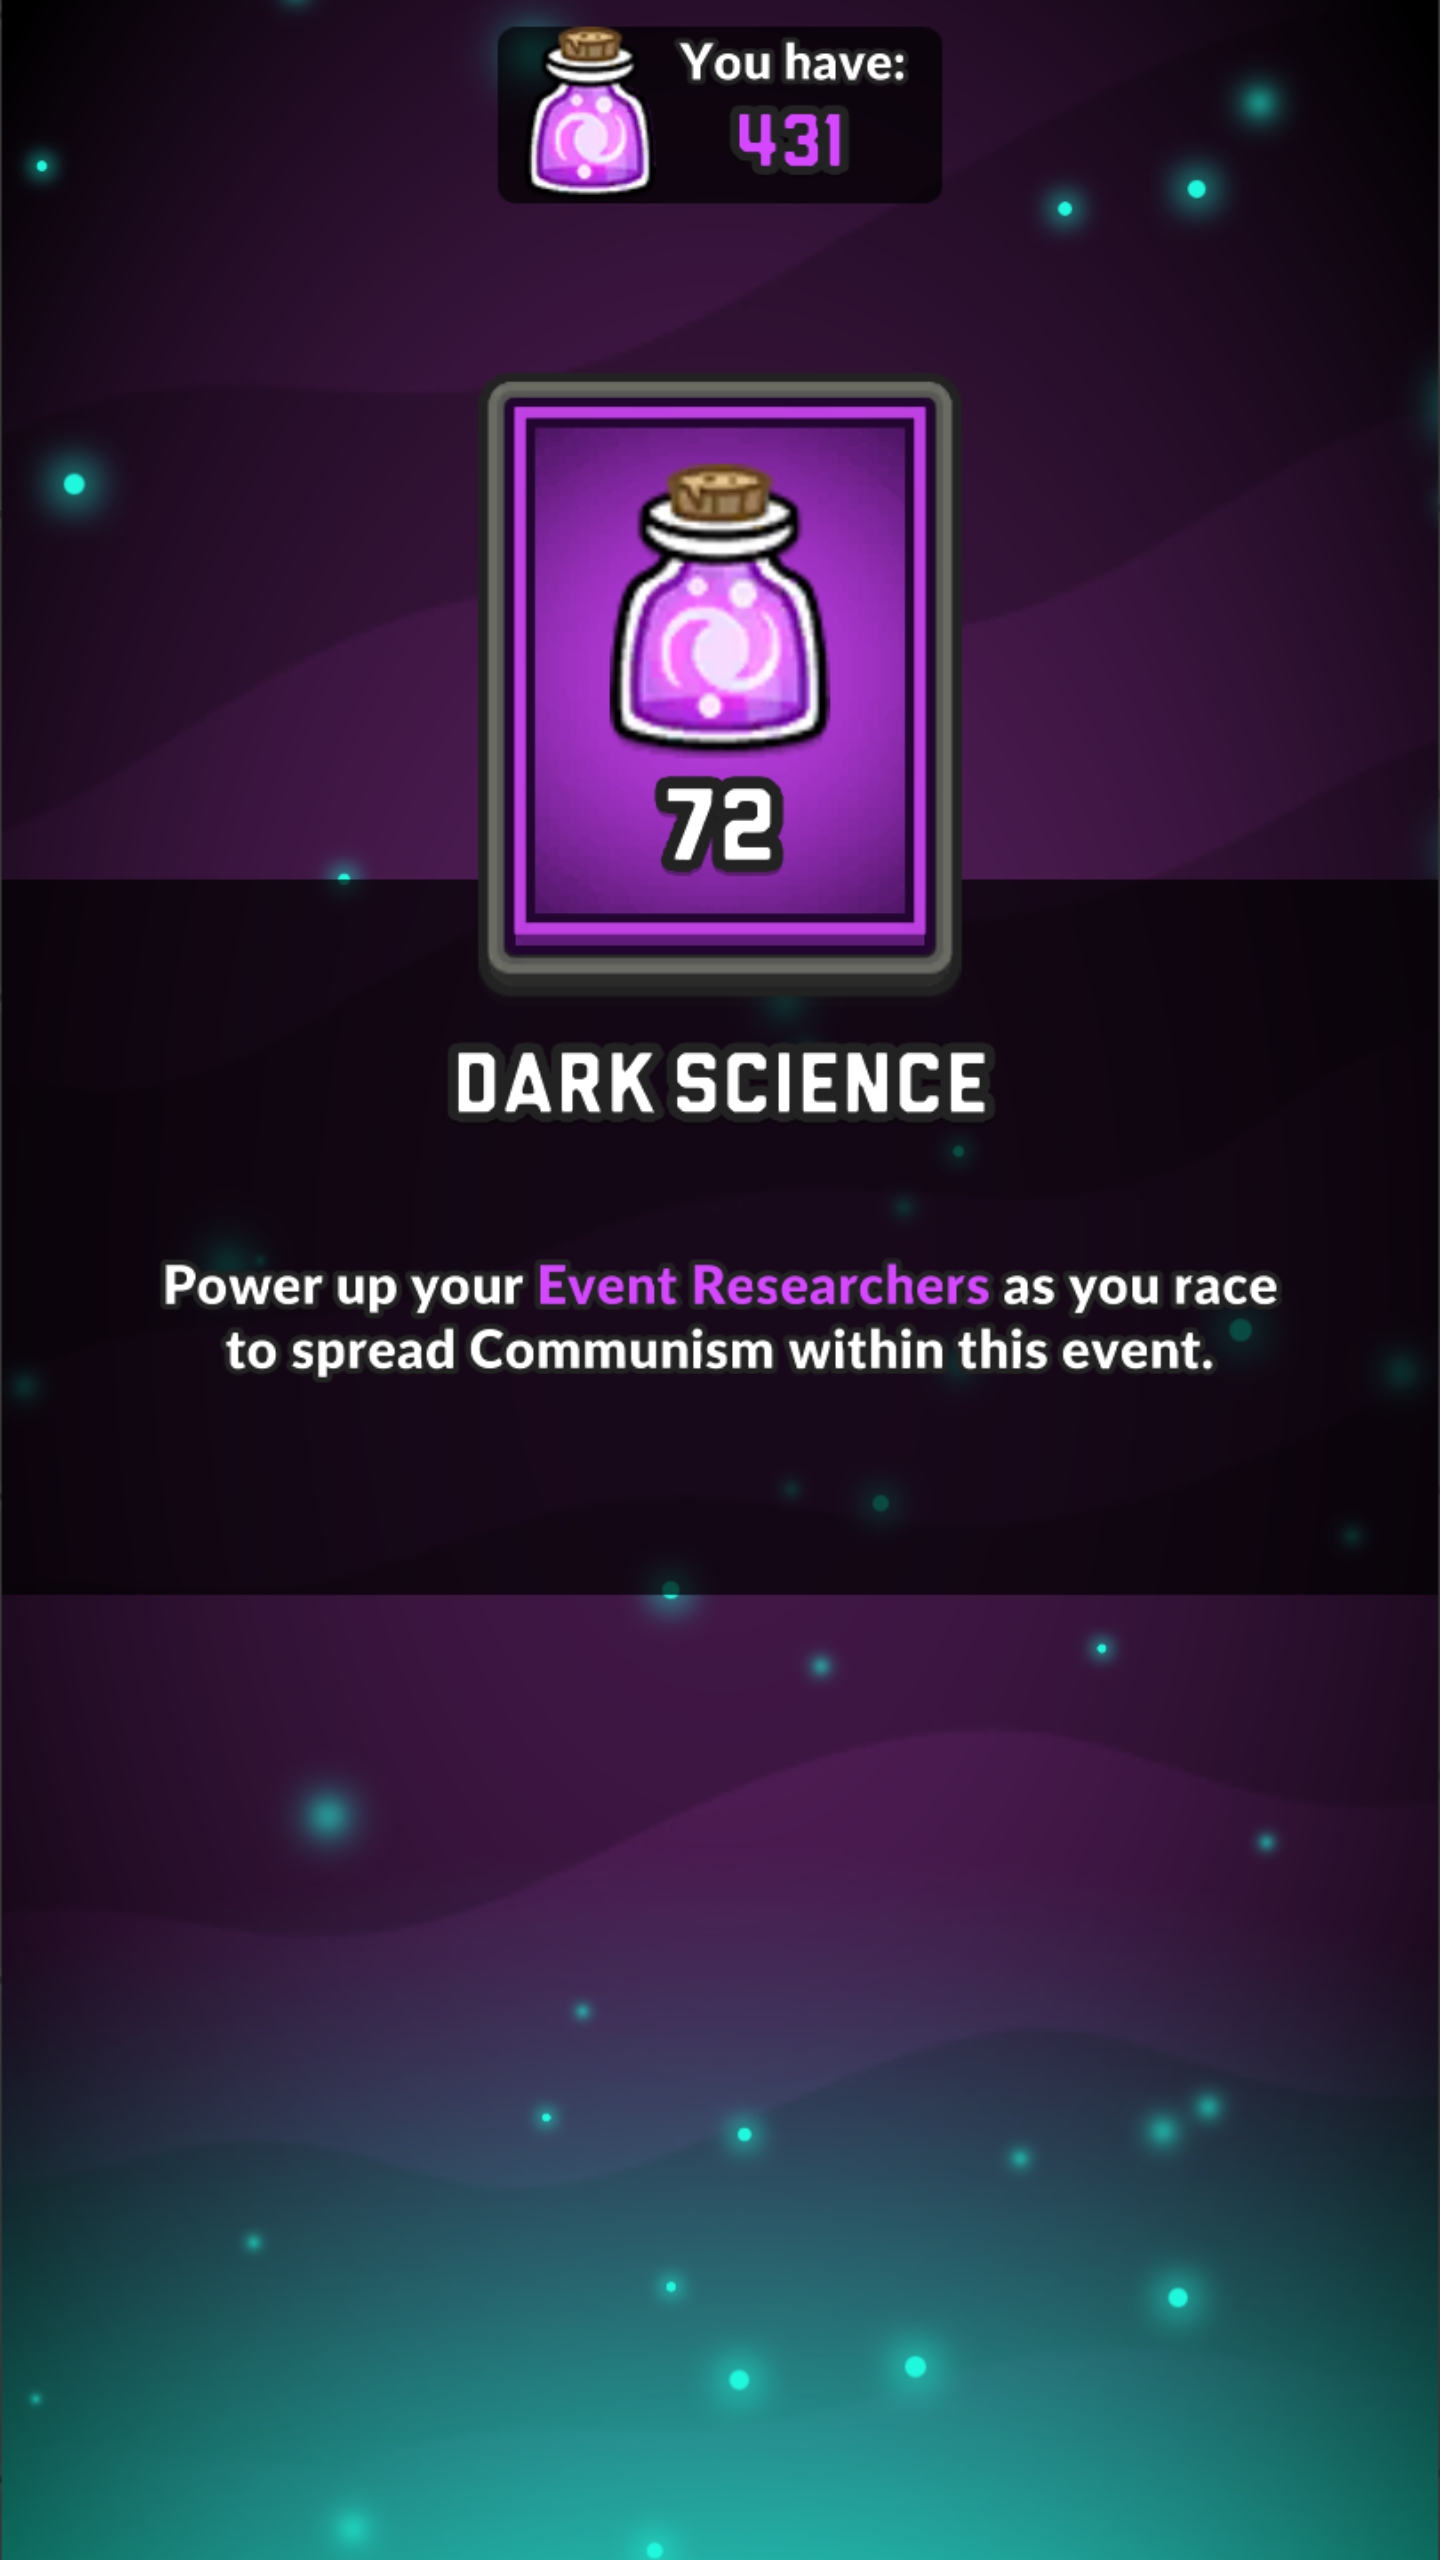 You have:
431
72
DARK SCIENCE
Power up your Event Researchers as you race
to spread Communism within this event.